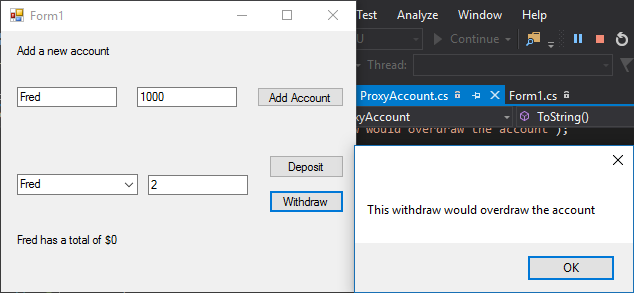 Form1
Add a new account
Fred
1000
Add Account
Deposit
Fred
2
Withdraw
Fred has a total of $0
Test Analyze Window Help
Continue
Thread:
ProxyAccount.cs
Form1.cs
xyAccount
ToString()
w would overdraw the account");
This withdraw would overdraw the account
OK